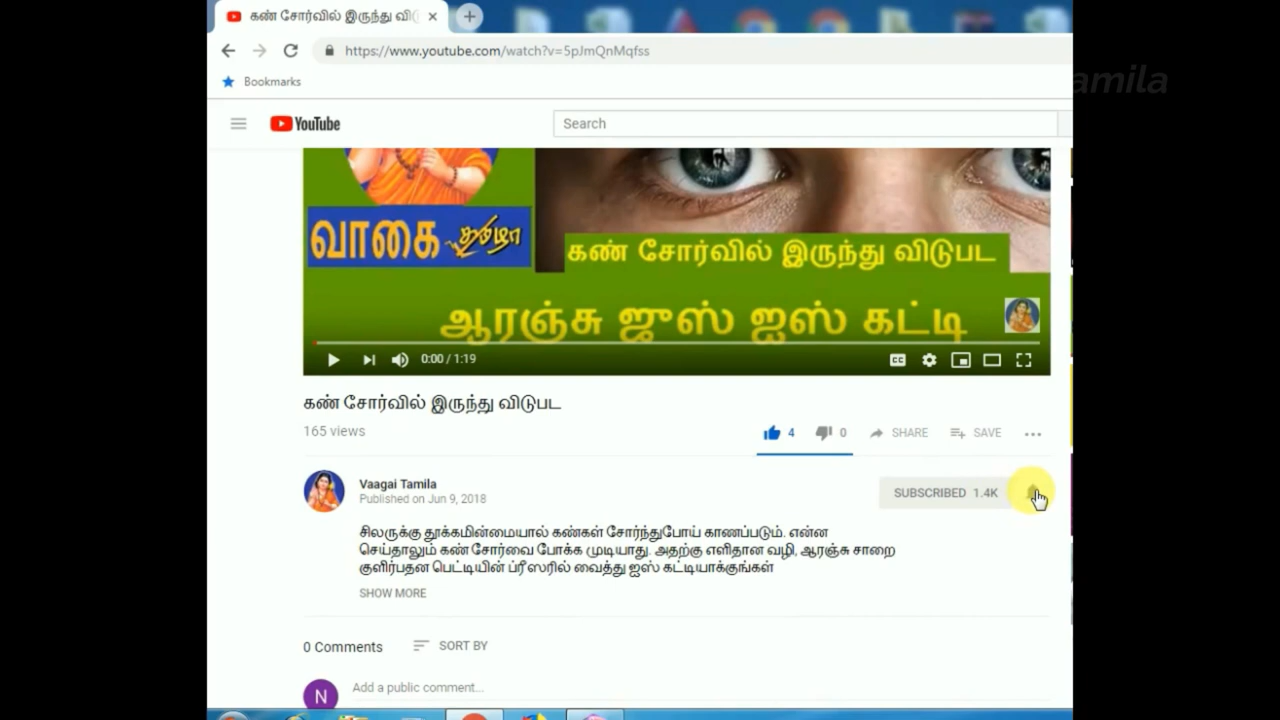 கண் சோர்வில் இருந்து விடு
https://www.youtube.com/watch?v=5pJmQnMqfss
Bookmarks
amila
YouTube
Search
வாகை தமிழா
கண் சோர்வில் இருந்து விடுபட
ஆரஞ்சு ஜுஸ் ஐஸ் கட்டி
0:00 / 1:19
CC
கண் சோர்வில் இருந்து விடுபட
165 views
4 0 SHARE SAVE
Vaagai Tamila
Published on Jun 9, 2018
SUBSCRIBED 1.4K
சிலருக்கு தூக்கமின்மையால் கண்கள் சோர்ந்துபோய் காணப்படும். என்ன
செய்தாலும் கண் சோர்வை போக்க முடியாது. அதற்கு எளிதான வழி, ஆரஞ்சு சாறை
குளிர்பதன பெட்டியின் ப்ரீஸரில் வைத்து ஐஸ் கட்டியாக்குங்கள்
SHOW MORE
0 Comments SORT BY
N
Add a public comment...